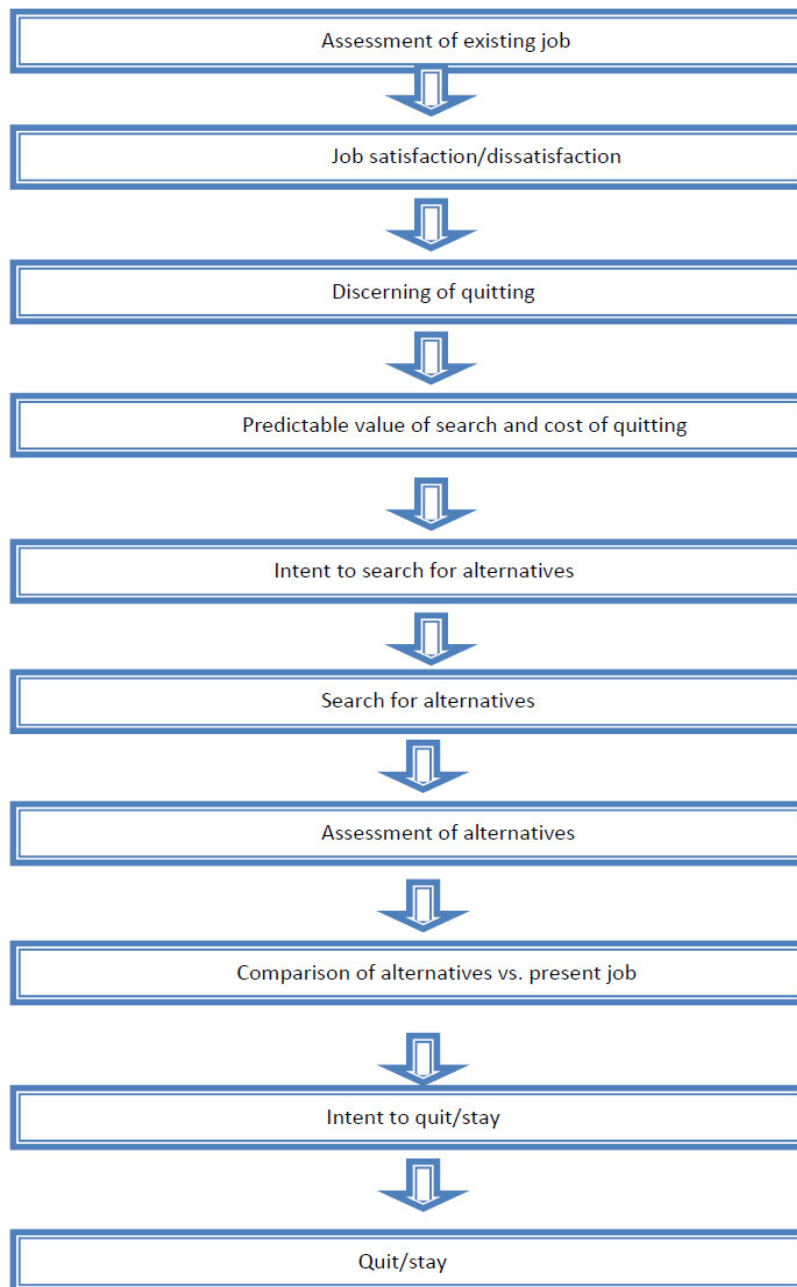 Assessment of existing job
Job satisfaction/dissatisfaction
Discerning of quitting
Predictable value of search and cost of quitting
Intent to search for alternatives
Search for alternatives
Assessment of alternatives
Comparison of alternatives vs. present job
Intent to quit/stay
Quit/stay